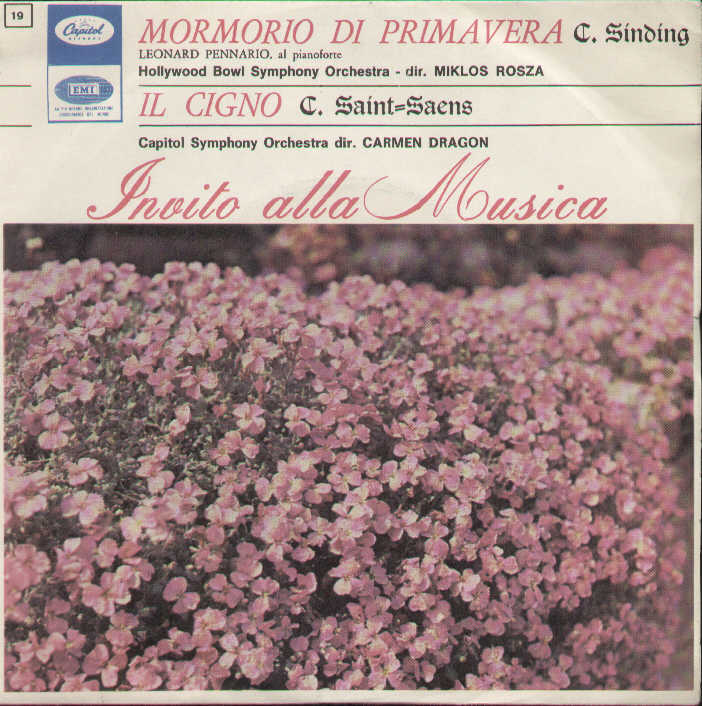 19
Capitol
RECORDS
EMI
MORMORIO DI PRIMAVERA C. Sinding
LEONARD PENNARIO, al pianoforte
Hollywood Bowl Symphony Orchestra - dir. MIKLOS ROSZA
IL CIGNO C. Saint=Saens
Capitol Symphony Orchestra dir. CARMEN DRAGON
Invito alla Musica